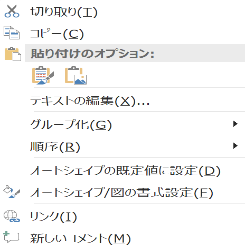 切り取り(I)
コピー(C)
貼り付けのオプション:
テキストの編集(X)...
グループ化(G)
順序(R)
オートシェイプの既定値に設定(D)
オートシェイプ/図の書式設定(E)
リンク(I)
新しいコメント(M)